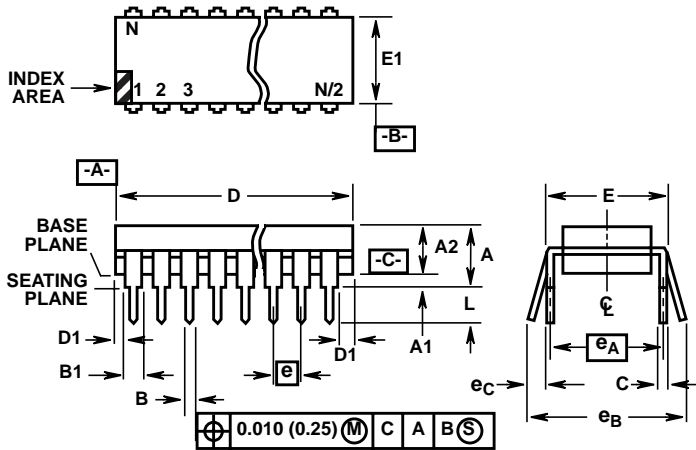 N
E1
INDEX
AREA
1 2 3 N/2
-B-
-A-
D
E
BASE
PLANE
A2
A
-C-
SEATING
PLANE
L
D1
A1
D1
B1
e
B
℄
eA
eC
C
eB
0.010 (0.25) Ⓜ C A B Ⓢ